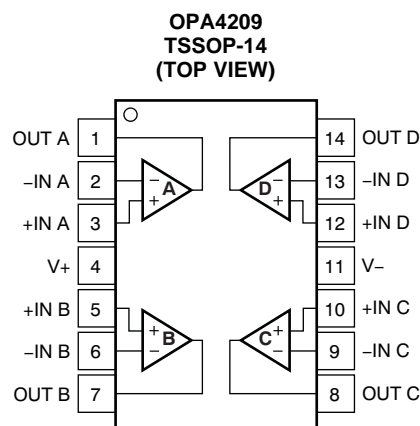 OPA4209
TSSOP-14
(TOP VIEW)
OUT A 1 14 OUT D
−IN A 2 − A D − 13 −IN D
+IN A 3 + + 12 +IN D
V+ 4 11 V−
+IN B 5 + + 10 +IN C
−IN B 6 − B C − 9 −IN C
OUT B 7 8 OUT C